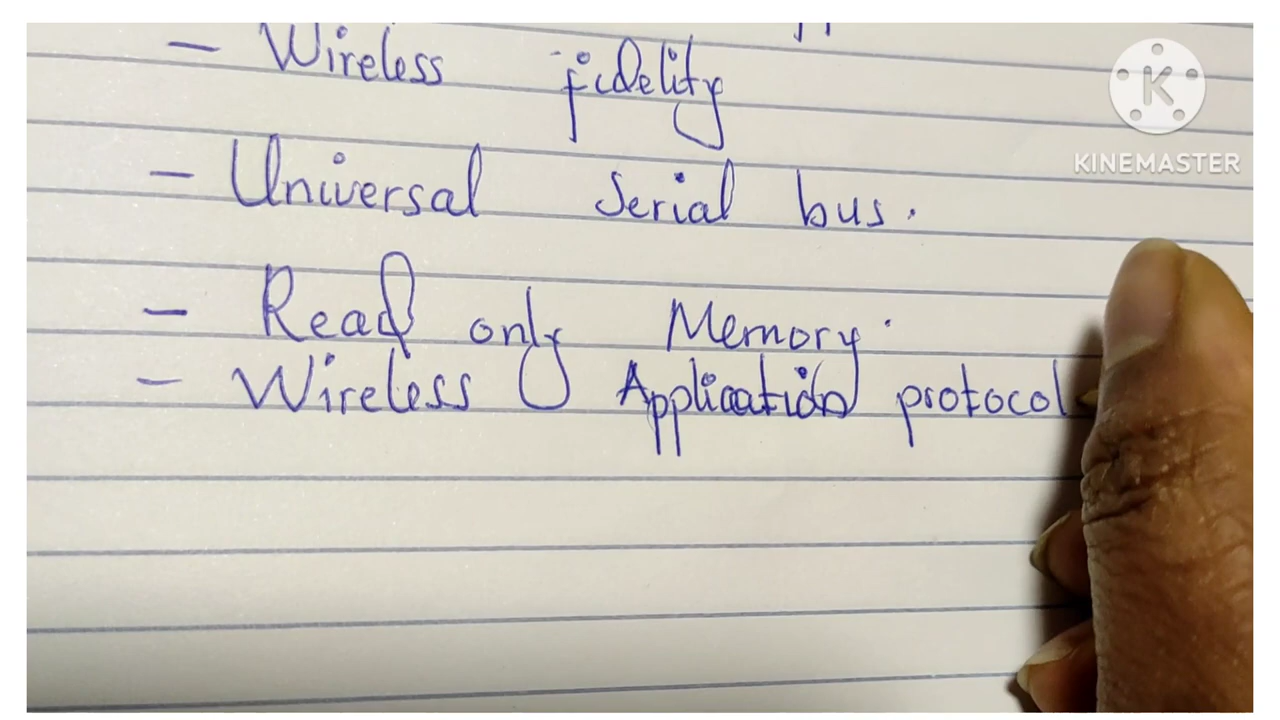 - Wireless fidelity
- Universal Serial bus.
- Read only Memory.
- Wireless Application protocol
K
KINEMASTER